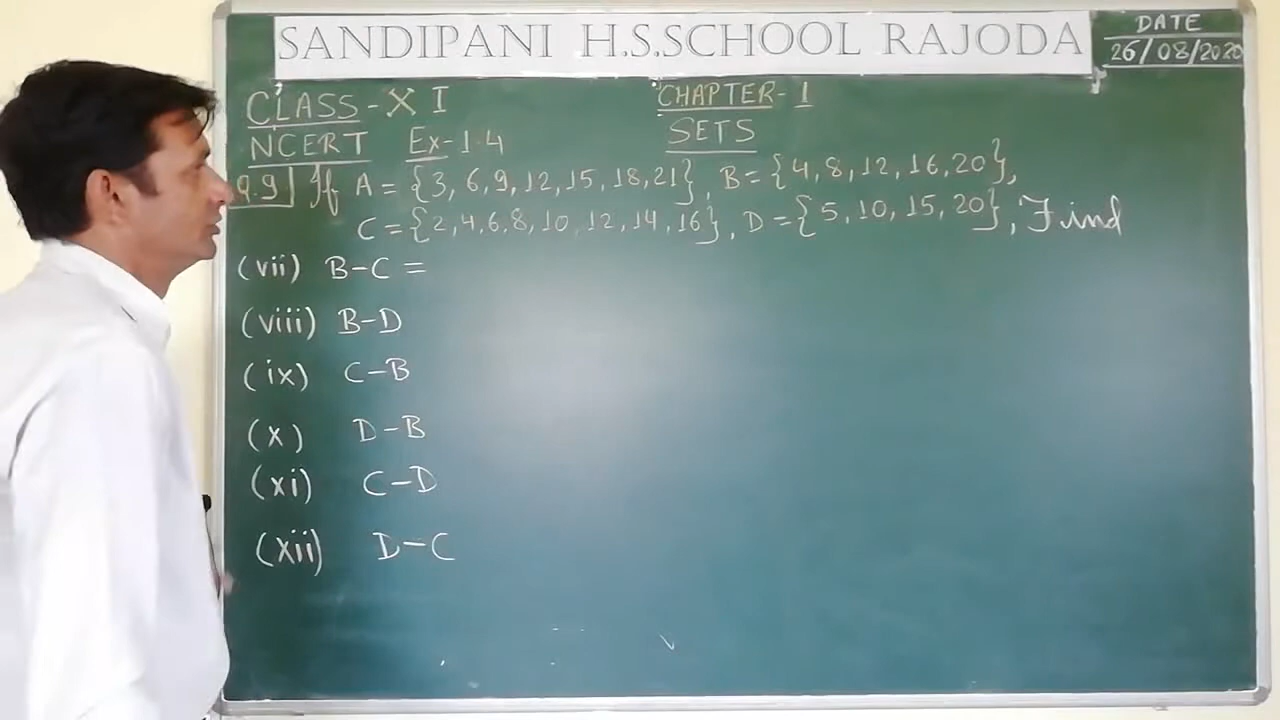 SANDIPANI H.S.SCHOOL RAJODA
DATE
26/08/2020
CLASS-XI
CHAPTER-1
NCERT Ex-1.4
SETS
Q.9. If A = {3, 6, 9, 12, 15, 18, 21}, B = {4, 8, 12, 16, 20},
C = {2, 4, 6, 8, 10, 12, 14, 16}, D = {5, 10, 15, 20}, Find
(vii) B-C =
(viii) B-D
(ix) C-B
(x) D-B
(xi) C-D
(xii) D-C